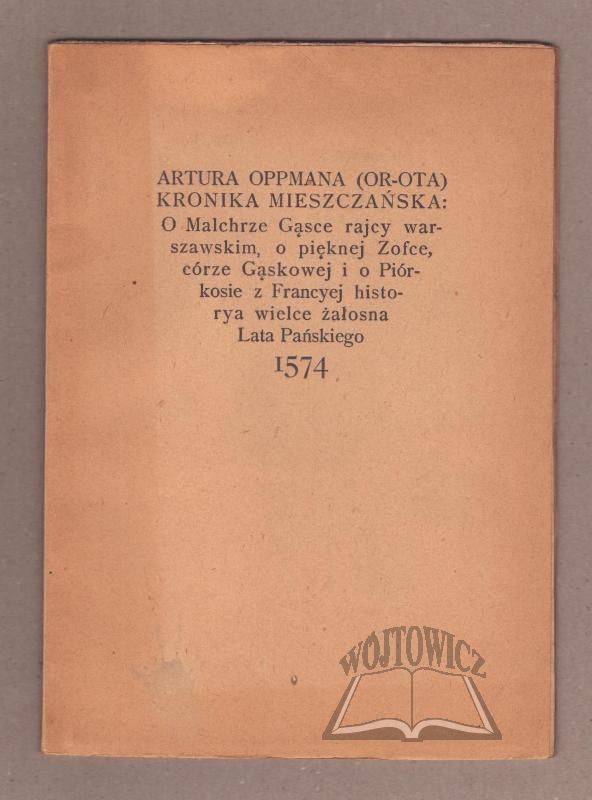 ARTURA OPPMANA (OR-OTA)
KRONIKA MIESZCZAŃSKA:
O Malchrze Gąsce rajcy war-
szawskim, o pięknej Zofce,
córze Gąskowej i o Piór-
kosie z Francyej histo-
rya wielce żałosna
Lata Pańskiego
1574
WÓJTOWICZ